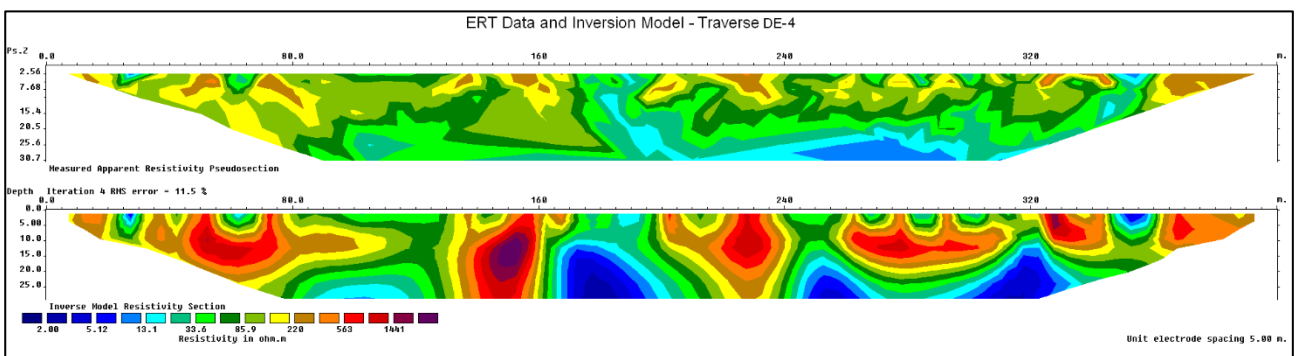 ERT Data and Inversion Model - Traverse DE-4
Ps.Z 0.0 80.0 160 240 320 m.
2.56
7.68
15.4
20.5
25.6
30.7
Measured Apparent Resistivity Pseudosection
Depth Iteration 4 RMS error - 11.5 %
0.0 0.0 80.0 160 240 320 m.
5.00
10.0
15.0
20.0
25.0
Inverse Model Resistivity Section
2.00 5.12 13.1 33.6 85.9 220 563 1441
Resistivity in ohm.m
Unit electrode spacing 5.00 m.